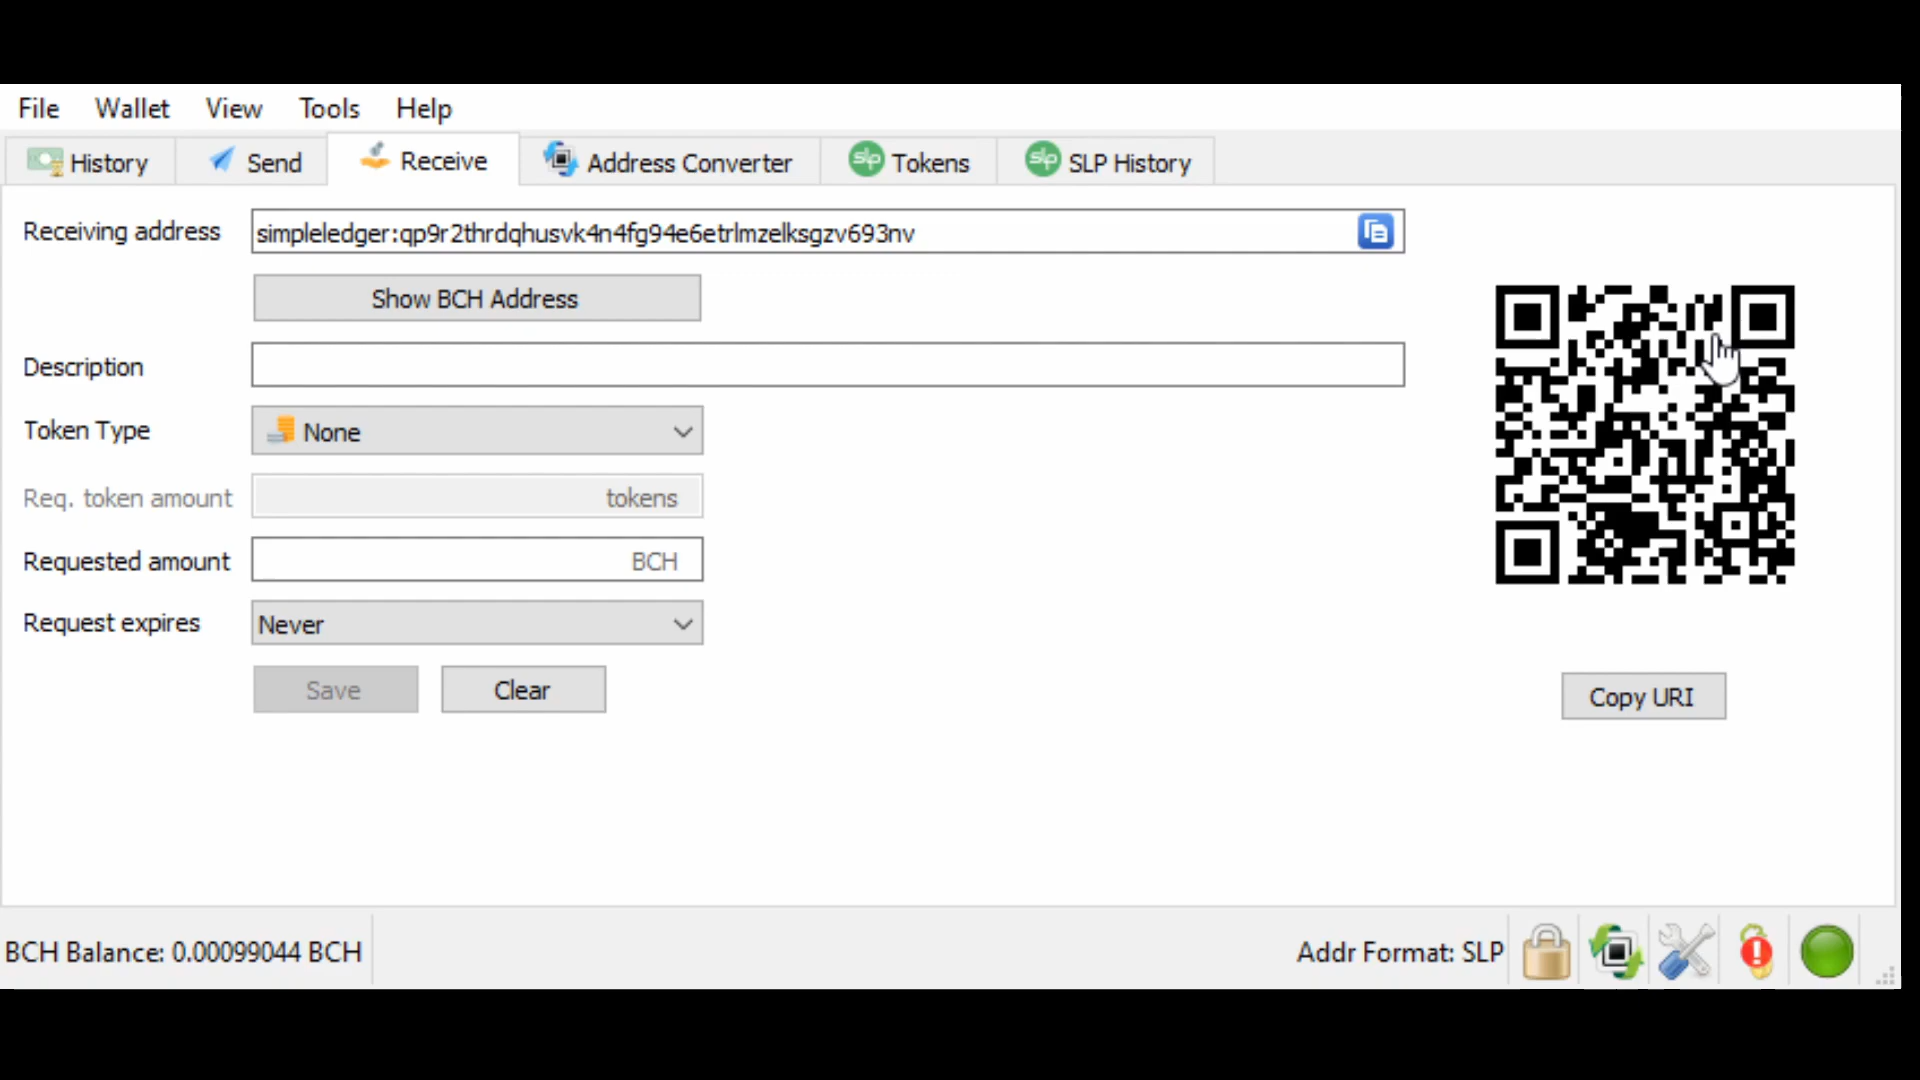 File Wallet View Tools Help
History Send Receive Address Converter slp Tokens slp SLP History
Receiving address simpleledger:qp9r2thrdqhusvk4n4fg94e6etrlmzelksgzv693nv
Show BCH Address
Description
Token Type None
Req. token amount tokens
Requested amount BCH
Request expires Never
Save Clear
Copy URI
BCH Balance: 0.00099044 BCH Addr Format: SLP